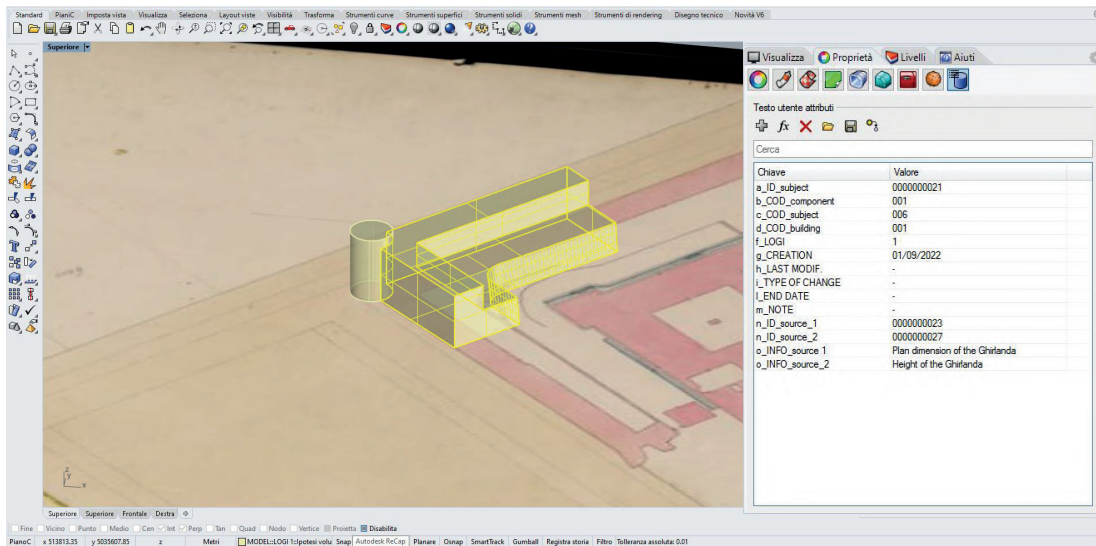 Standard PianiC Imposta vista Visualizza Seleziona Layout viste Visibilità Trasforma Strumenti curve Strumenti superfici Strumenti solidi Strumenti mesh Strumenti di rendering Disegno tecnico Novità V6
Superiore
Visualizza Proprietà Livelli Aiuti
Testo utente attributi
fx
Cerca
Chiave Valore
a_ID_subject 0000000021
b_COD_component 001
c_COD_subject 006
d_COD_building 001
f_LOGI 1
g_CREATION 01/09/2022
h_LAST MODIF. -
i_TYPE OF CHANGE -
l_END DATE -
m_NOTE -
n_ID_source_1 0000000023
n_ID_source_2 0000000027
o_INFO_source 1 Plan dimension of the Ghirlanda
o_INFO_source_2 Height of the Ghirlanda
z
y
x
Superiore Superiore Frontale Destra
Fine Vicino Punto Medio Cen Int Perp Tan Quad Nodo Vertice Proietta Disabilita
PianoC x 513813.35 y 5035607.85 z Metri MODEL::LOGI 1::Ipotesi volu Snap Autodesk ReCap Planare Osnap SmartTrack Gumball Registra storia Filtro Tolleranza assoluta: 0.01